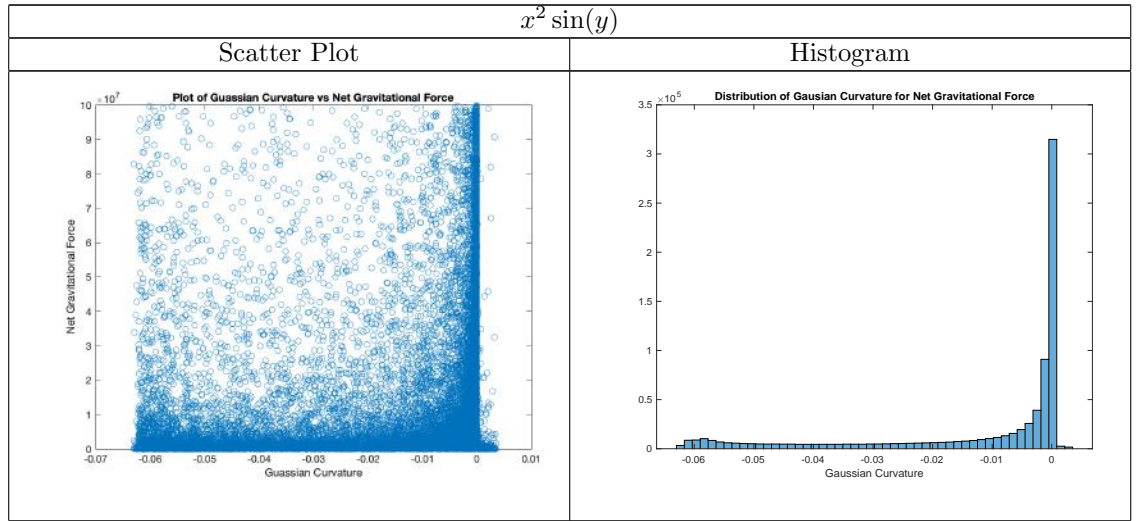 x² sin(y)
Scatter Plot
Histogram
Plot of Guassian Curvature vs Net Gravitational Force
×10⁷
10
9
8
7
6
5
4
3
2
1
0
Net Gravitational Force
-0.07 -0.06 -0.05 -0.04 -0.03 -0.02 -0.01 0 0.01
Guassian Curvature
Distribution of Gausian Curvature for Net Gravitational Force
×10⁵
3.5
3
2.5
2
1.5
1
0.5
0
-0.06 -0.05 -0.04 -0.03 -0.02 -0.01 0
Gaussian Curvature